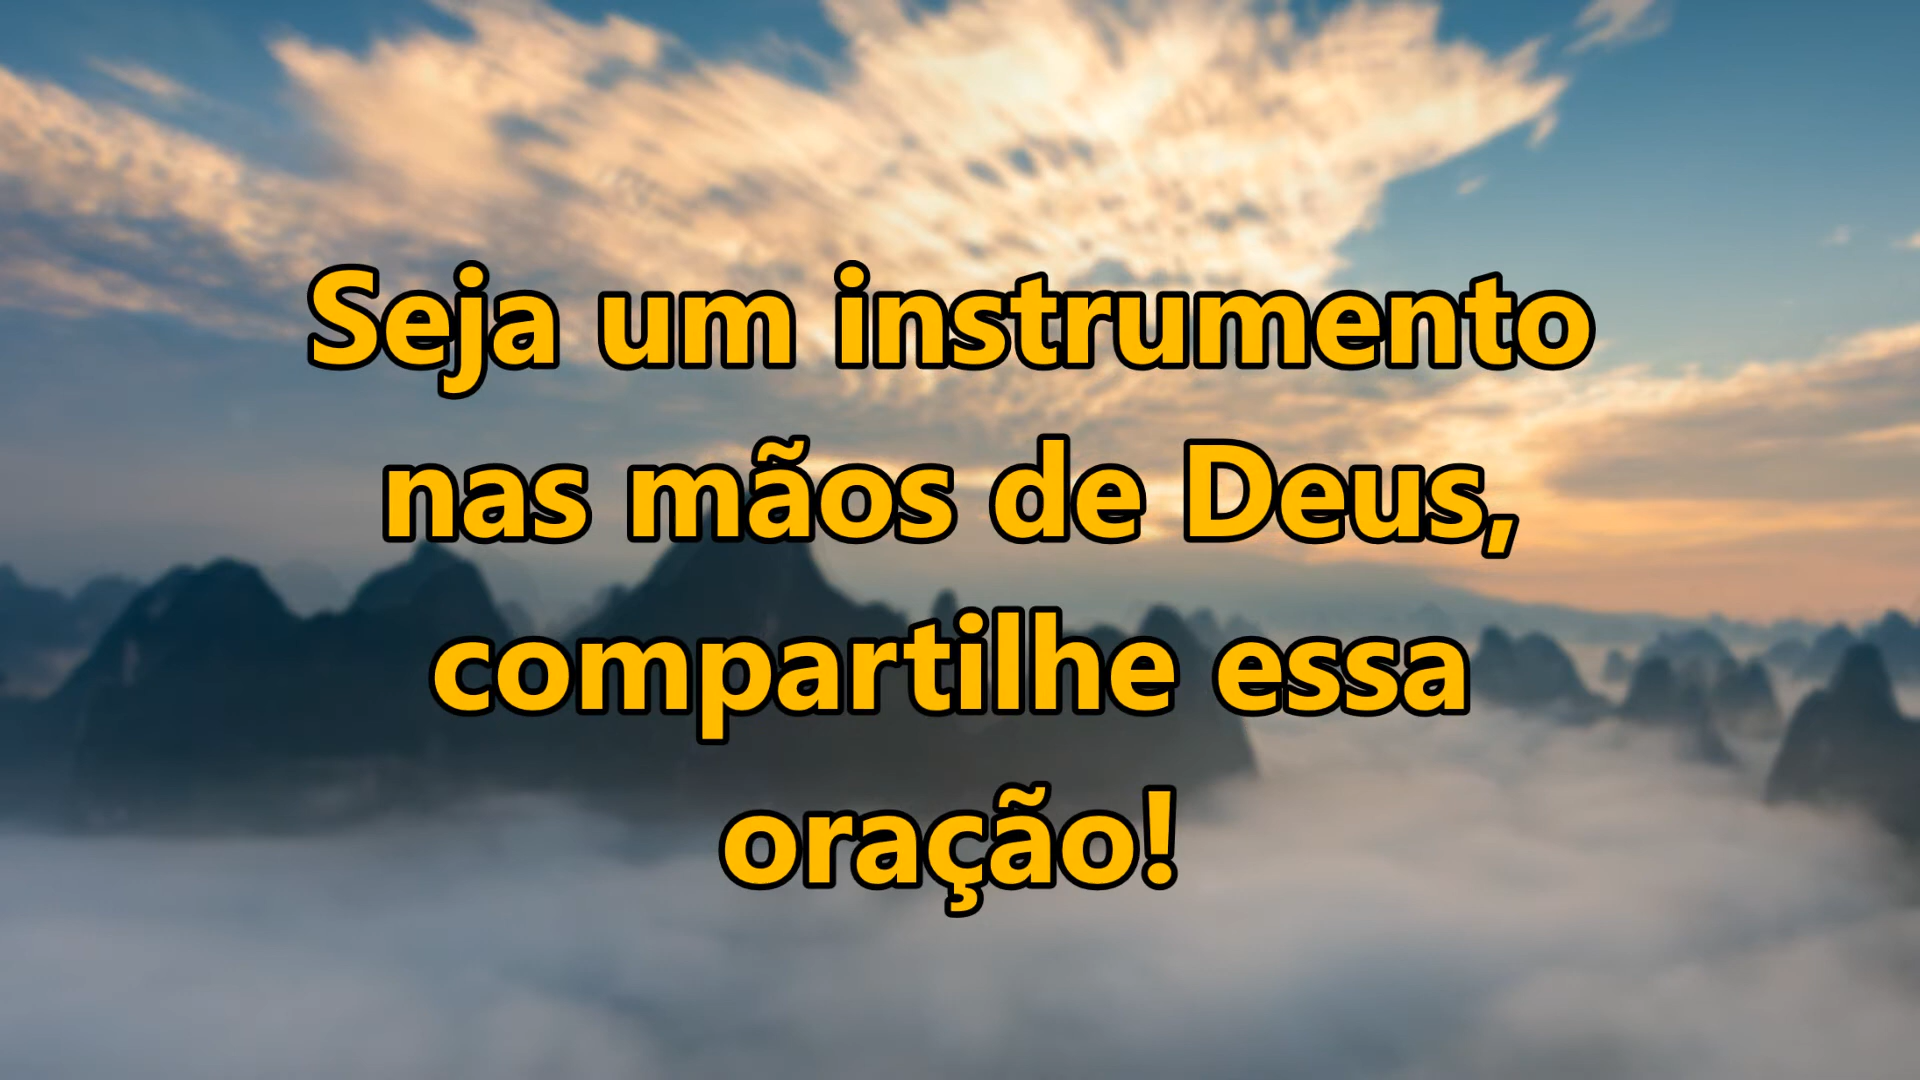 Seja um instrumento
nas mãos de Deus,
compartilhe essa
oração!